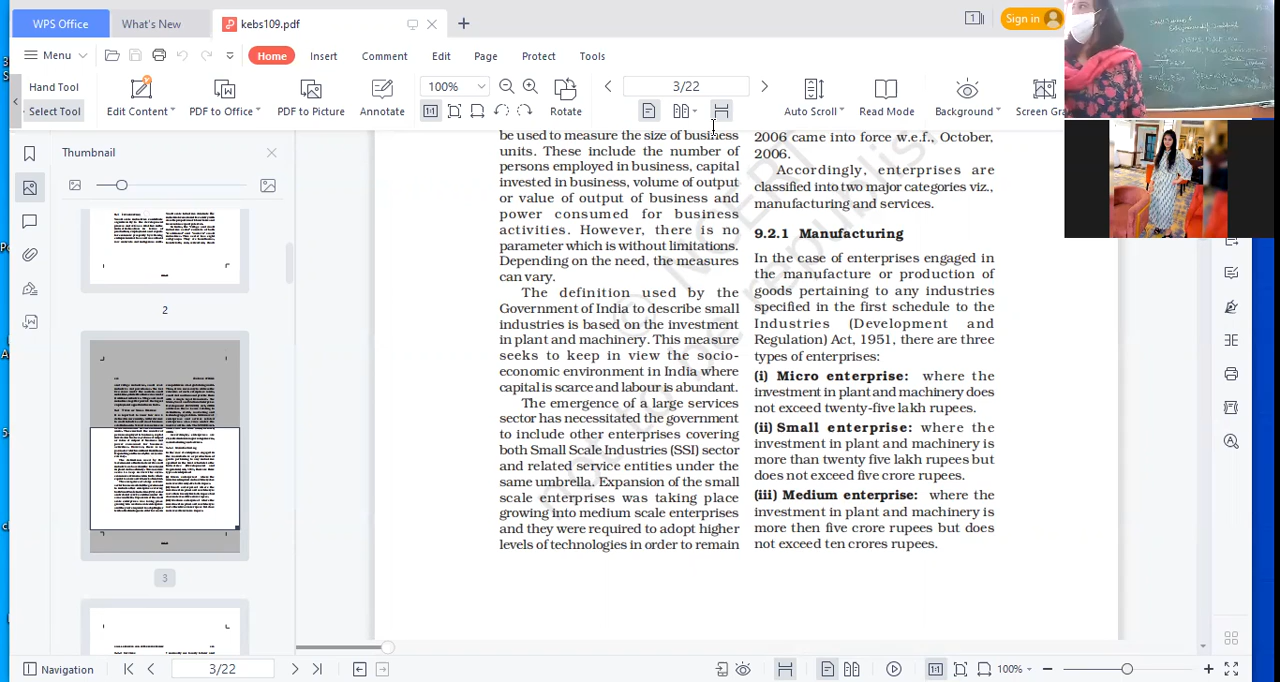 WPS Office
What's New
kebs109.pdf
Sign in
Menu
Home
Insert
Comment
Edit
Page
Protect
Tools
Hand Tool
Select Tool
Edit Content
PDF to Office
PDF to Picture
Annotate
100%
Rotate
3/22
Auto Scroll
Read Mode
Background
Screen Gra
Thumbnail
2
3
be used to measure the size of business
units. These include the number of
persons employed in business, capital
invested in business, volume of output
or value of output of business and
power consumed for business
activities. However, there is no
parameter which is without limitations.
Depending on the need, the measures
can vary.
The definition used by the
Government of India to describe small
industries is based on the investment
in plant and machinery. This measure
seeks to keep in view the socio-
economic environment in India where
capital is scarce and labour is abundant.
The emergence of a large services
sector has necessitated the government
to include other enterprises covering
both Small Scale Industries (SSI) sector
and related service entities under the
same umbrella. Expansion of the small
scale enterprises was taking place
growing into medium scale enterprises
and they were required to adopt higher
levels of technologies in order to remain
2006 came into force w.e.f., October,
2006.
Accordingly, enterprises are
classified into two major categories viz.,
manufacturing and services.
9.2.1 Manufacturing
In the case of enterprises engaged in
the manufacture or production of
goods pertaining to any industries
specified in the first schedule to the
Industries (Development and
Regulation) Act, 1951, there are three
types of enterprises:
(i) Micro enterprise: where the
investment in plant and machinery does
not exceed twenty-five lakh rupees.
(ii) Small enterprise: where the
investment in plant and machinery is
more than twenty five lakh rupees but
does not exceed five crore rupees.
(iii) Medium enterprise: where the
investment in plant and machinery is
more then five crore rupees but does
not exceed ten crores rupees.
Navigation
3/22
100%